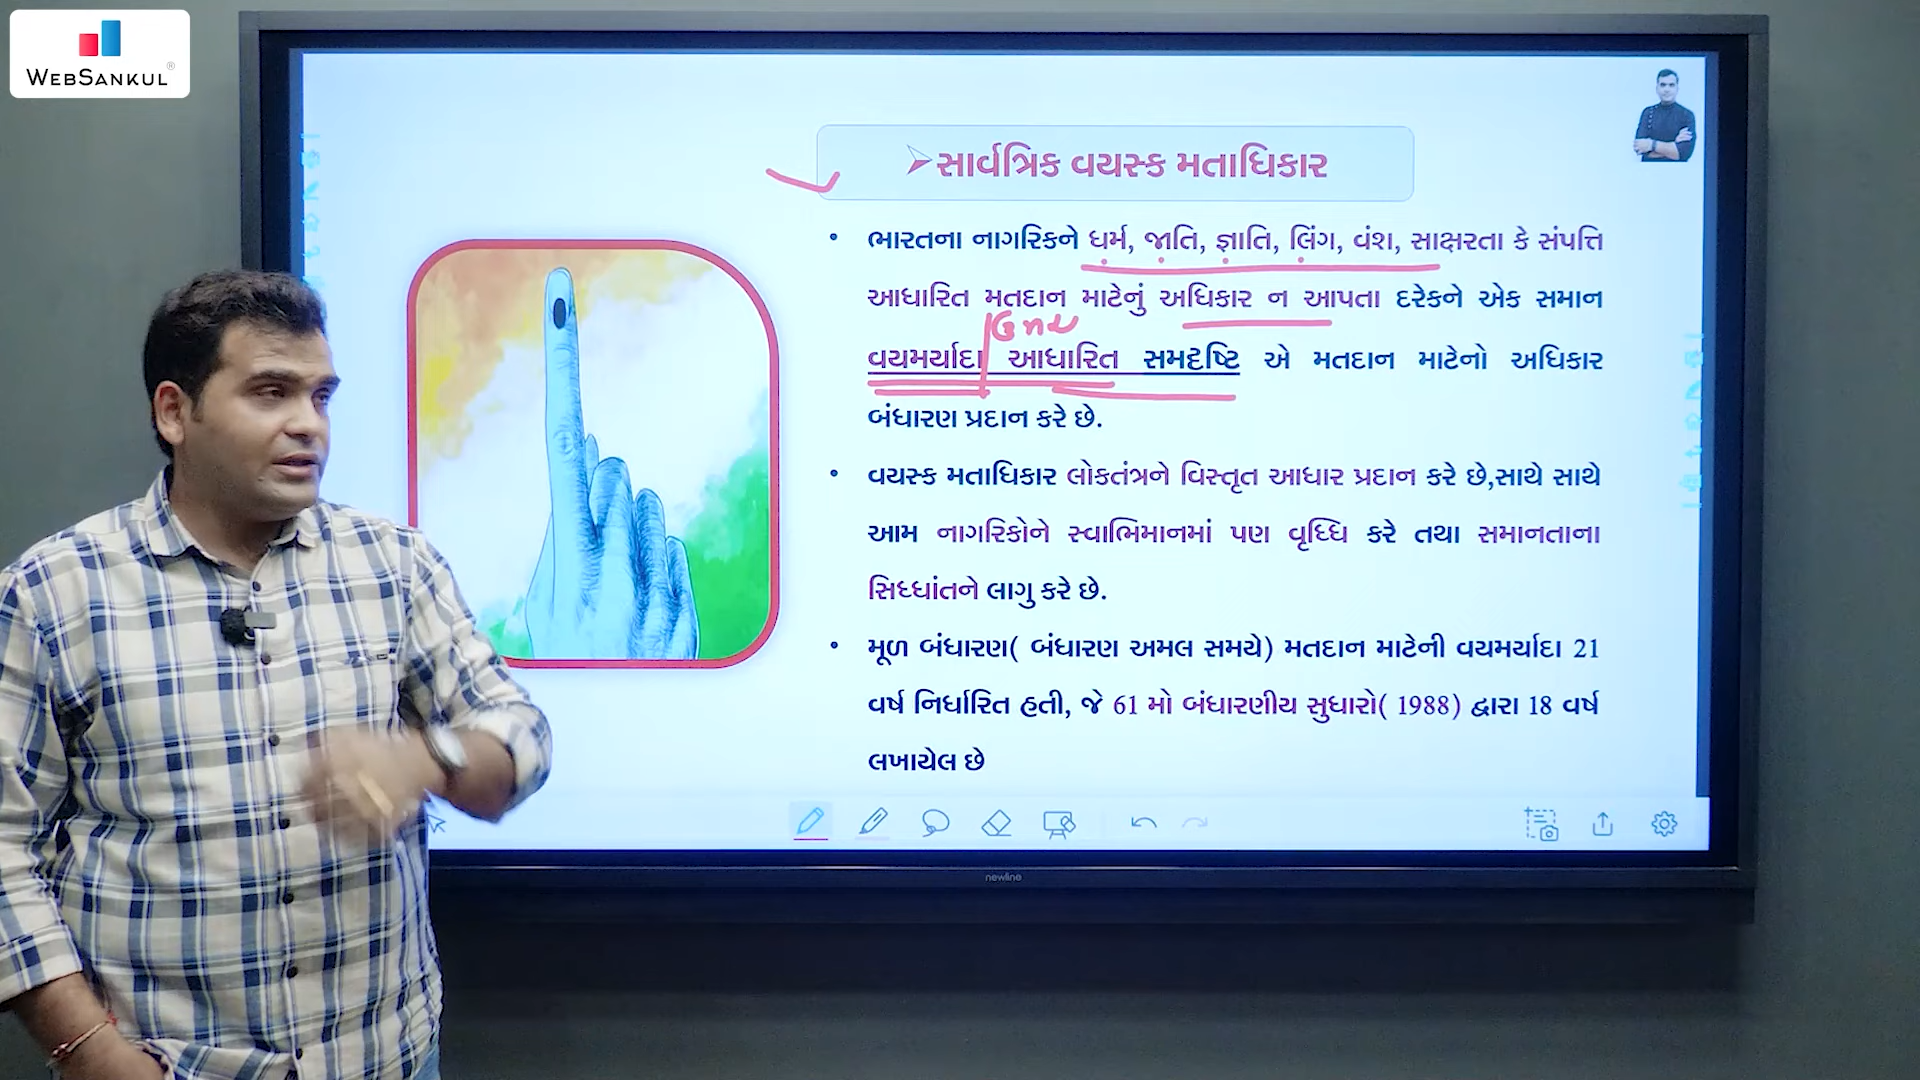 WEBSANKUL®
➢સાર્વત્રિક વયસ્ક મતાધિકાર
• ભારતના નાગરિકને ધર્મ, જાતિ, જ્ઞાતિ, લિંગ, વંશ, સાક્ષરતા કે સંપત્તિ
આધારિત મતદાન માટેનું અધિકાર ન આપતા દરેકને એક સમાન
વયમર્યાદા આધારિત સમદૃષ્ટિ એ મતદાન માટેનો અધિકાર
બંધારણ પ્રદાન કરે છે.
• વયસ્ક મતાધિકાર લોકતંત્રને વિસ્તૃત આધાર પ્રદાન કરે છે,સાથે સાથે
આમ નાગરિકોને સ્વાભિમાનમાં પણ વૃધ્ધિ કરે તથા સમાનતાના
સિધ્ધાંતને લાગુ કરે છે.
• મૂળ બંધારણ( બંધારણ અમલ સમયે) મતદાન માટેની વયમર્યાદા 21
વર્ષ નિર્ધારિત હતી, જે 61 મો બંધારણીય સુધારો( 1988) દ્વારા 18 વર્ષ
લખાયેલ છે
newline